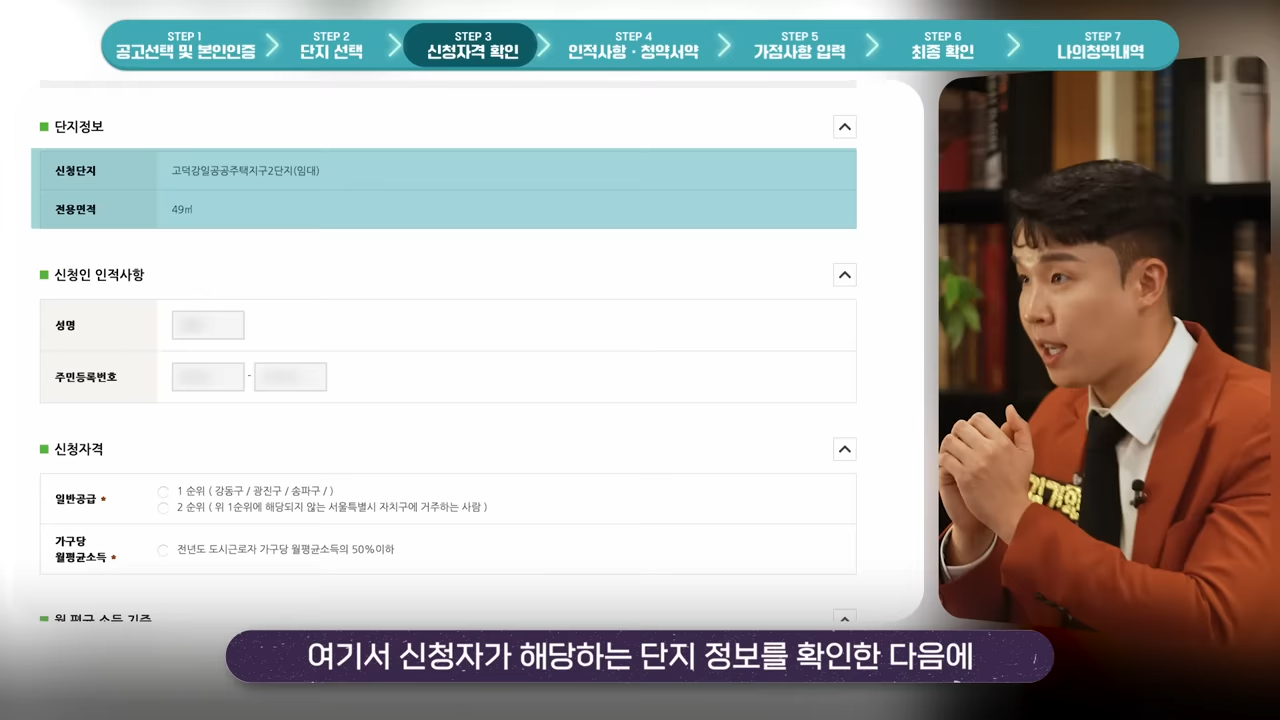 STEP 1
공고선택 및 본인인증
STEP 2
단지 선택
STEP 3
신청자격 확인
STEP 4
인적사항 · 청약서약
STEP 5
가점사항 입력
STEP 6
최종 확인
STEP 7
나의청약내역
단지정보
신청단지 고덕강일공공주택지구2단지(임대)
전용면적 49㎡
신청인 인적사항
성명
주민등록번호 -
신청자격
일반공급 * 1 순위 ( 강동구 / 광진구 / 송파구 / )
2 순위 ( 위 1순위에 해당되지 않는 서울특별시 자치구에 거주하는 사람 )
가구당
월평균소득 * 전년도 도시근로자 가구당 월평균소득의 50%이하
월 평균 소득 기준
여기서 신청자가 해당하는 단지 정보를 확인한 다음에